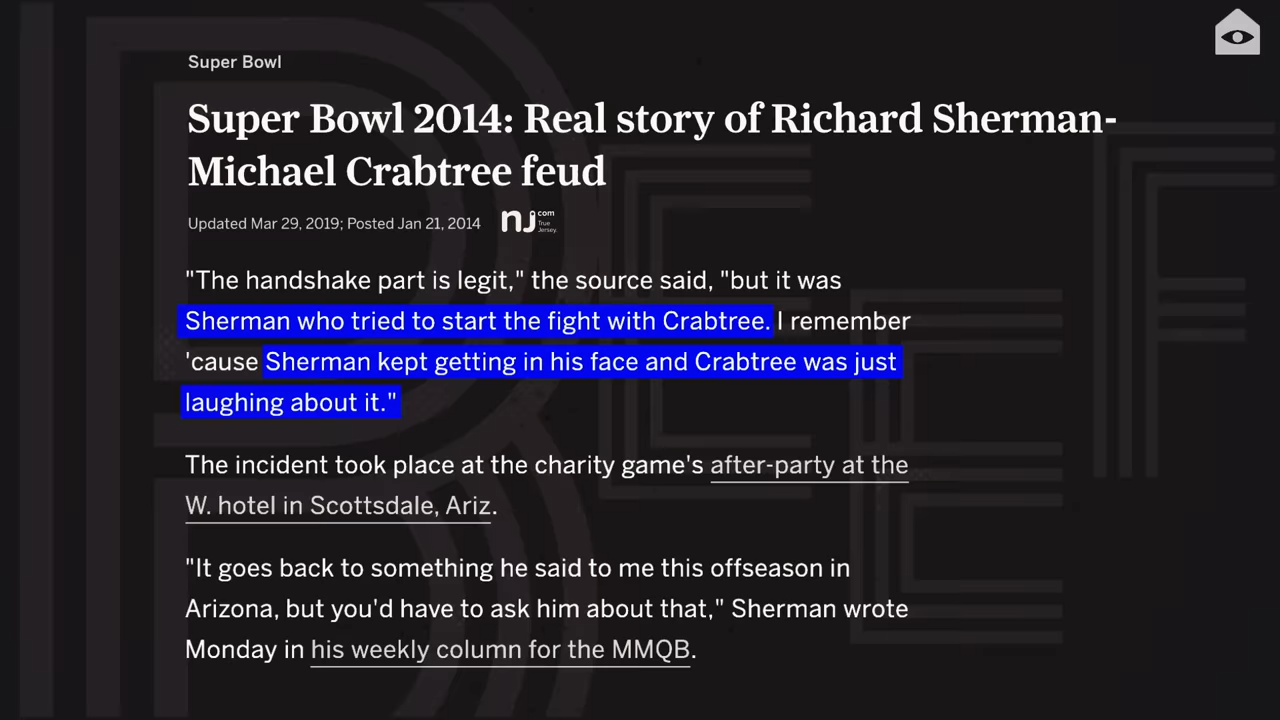 Super Bowl
Super Bowl 2014: Real story of Richard Sherman-
Michael Crabtree feud
Updated Mar 29, 2019; Posted Jan 21, 2014 nj.com True Jersey.
"The handshake part is legit," the source said, "but it was
Sherman who tried to start the fight with Crabtree. I remember
'cause Sherman kept getting in his face and Crabtree was just
laughing about it."
The incident took place at the charity game's after-party at the
W. hotel in Scottsdale, Ariz.
"It goes back to something he said to me this offseason in
Arizona, but you'd have to ask him about that," Sherman wrote
Monday in his weekly column for the MMQB.